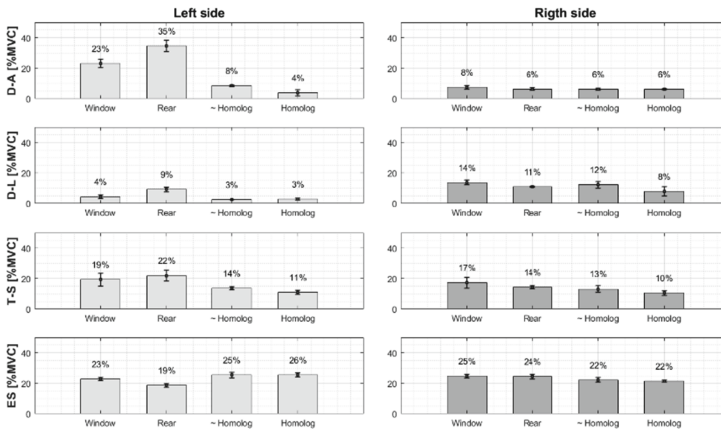 Left side
Rigth side
D-A [%MVC]
40
20
0
23%
35%
8%
4%
Window
Rear
~ Homolog
Homolog
40
20
0
8%
6%
6%
6%
Window
Rear
~ Homolog
Homolog
D-L [%MVC]
40
20
0
4%
9%
3%
3%
Window
Rear
~ Homolog
Homolog
40
20
0
14%
11%
12%
8%
Window
Rear
~ Homolog
Homolog
T-S [%MVC]
40
20
0
19%
22%
14%
11%
Window
Rear
~ Homolog
Homolog
40
20
0
17%
14%
13%
10%
Window
Rear
~ Homolog
Homolog
ES [%MVC]
40
20
0
23%
19%
25%
26%
Window
Rear
~ Homolog
Homolog
40
20
0
25%
24%
22%
22%
Window
Rear
~ Homolog
Homolog